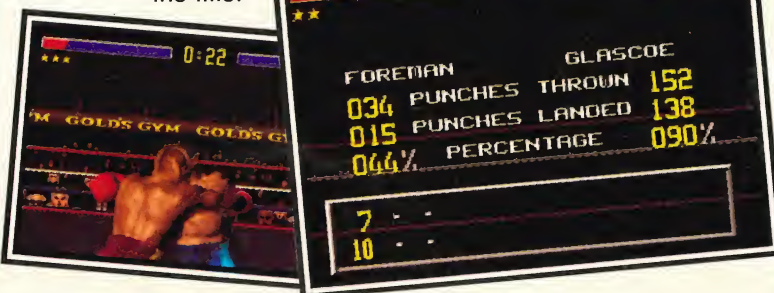 0:22
'M GOLD'S GYM GOLD'S G
FOREMAN GLASCOE
034 PUNCHES THROWN 152
015 PUNCHES LANDED 138
044% PERCENTAGE 090%
7 - -
10 - -